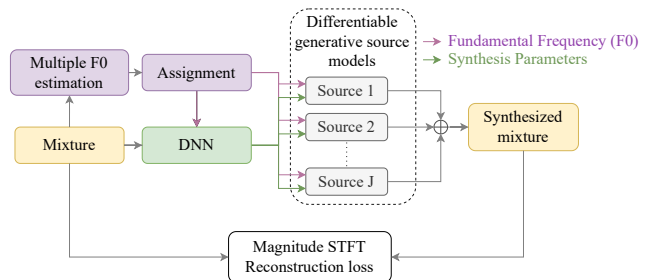 Differentiable
generative source
models
Fundamental Frequency (F0)
Synthesis Parameters
Multiple F0
estimation
Assignment
Source 1
Synthesized
mixture
Mixture
DNN
Source 2
Source J
Magnitude STFT
Reconstruction loss